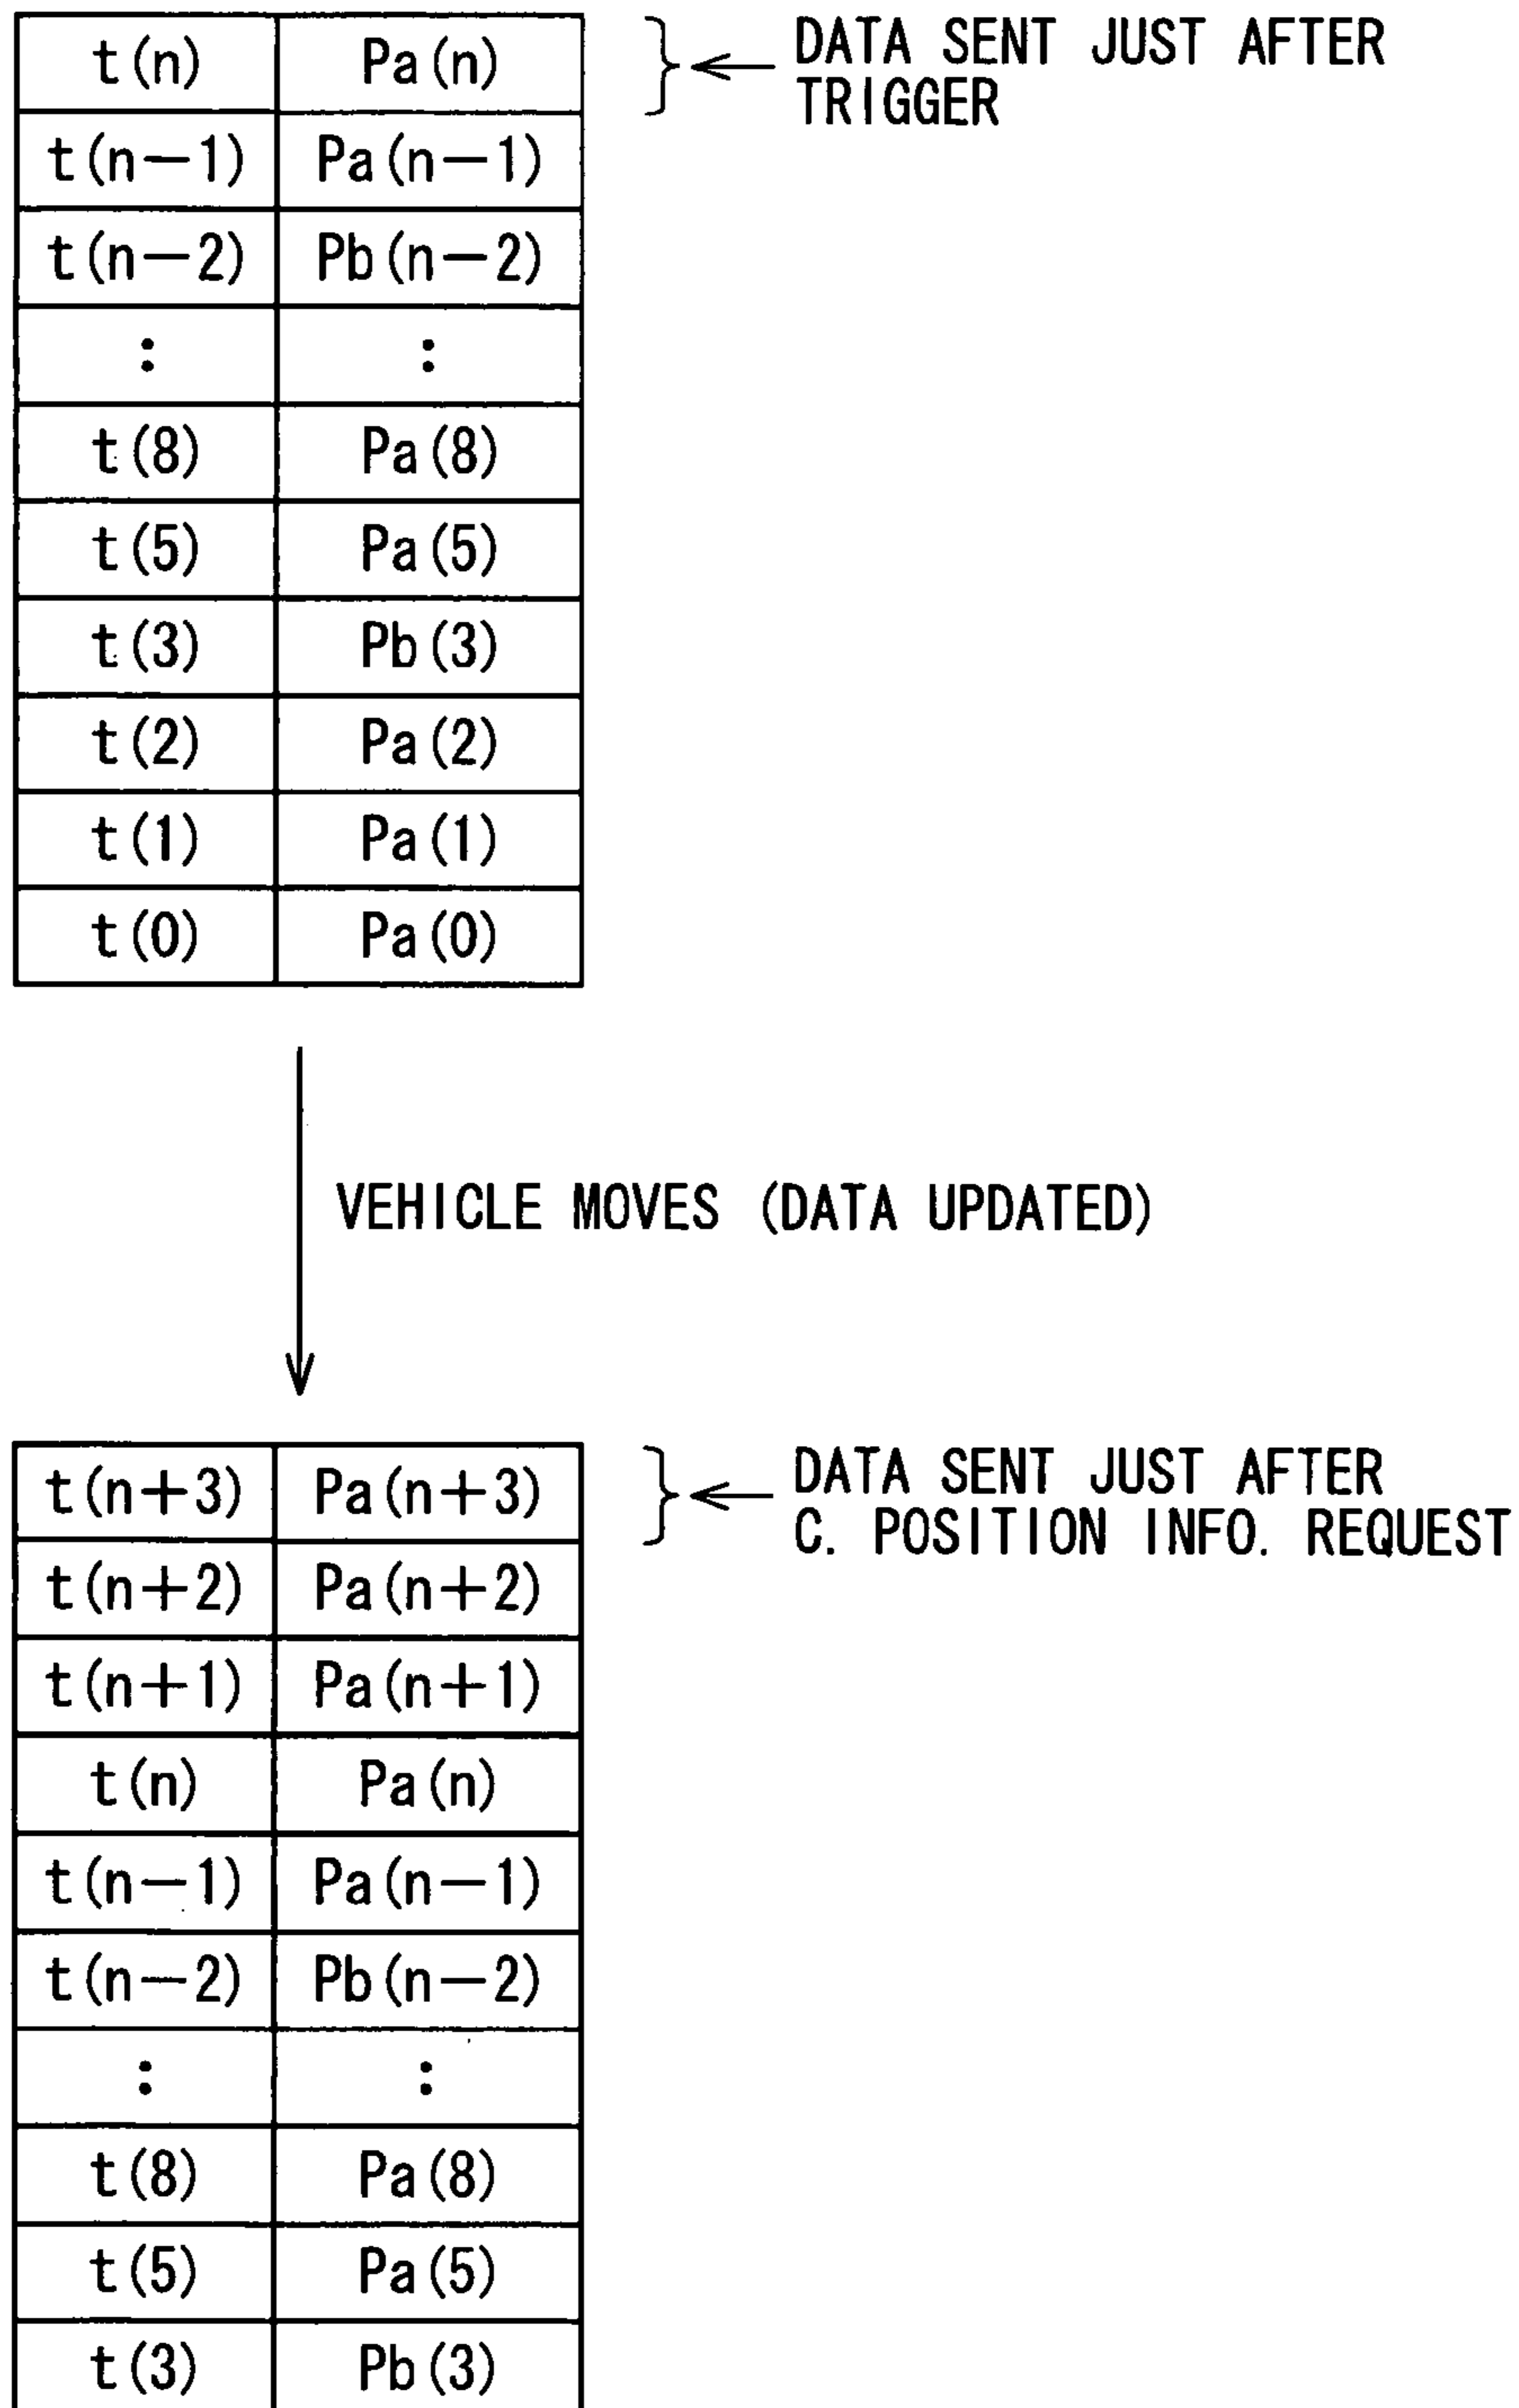 t(n) Pa(n) DATA SENT JUST AFTER
TRIGGER
t(n−1) Pa(n−1)
t(n−2) Pb(n−2)
: :
t(8) Pa(8)
t(5) Pa(5)
t(3) Pb(3)
t(2) Pa(2)
t(1) Pa(1)
t(0) Pa(0)
VEHICLE MOVES (DATA UPDATED)
t(n+3) Pa(n+3) DATA SENT JUST AFTER
C. POSITION INFO. REQUEST
t(n+2) Pa(n+2)
t(n+1) Pa(n+1)
t(n) Pa(n)
t(n−1) Pa(n−1)
t(n−2) Pb(n−2)
: :
t(8) Pa(8)
t(5) Pa(5)
t(3) Pb(3)